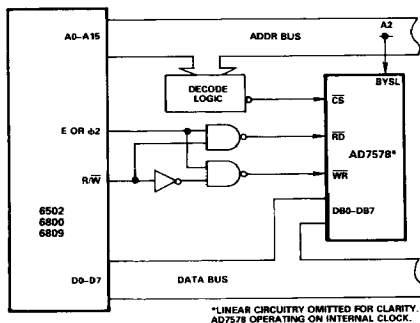 A0–A15
ADDR BUS
A2
BYSL
DECODE
LOGIC
CS
E OR ϕ2
RD
AD7578*
R/W
WR
6502
6800
6809
DB0–DB7
D0–D7
DATA BUS
*LINEAR CIRCUITRY OMITTED FOR CLARITY.
AD7578 OPERATING ON INTERNAL CLOCK.